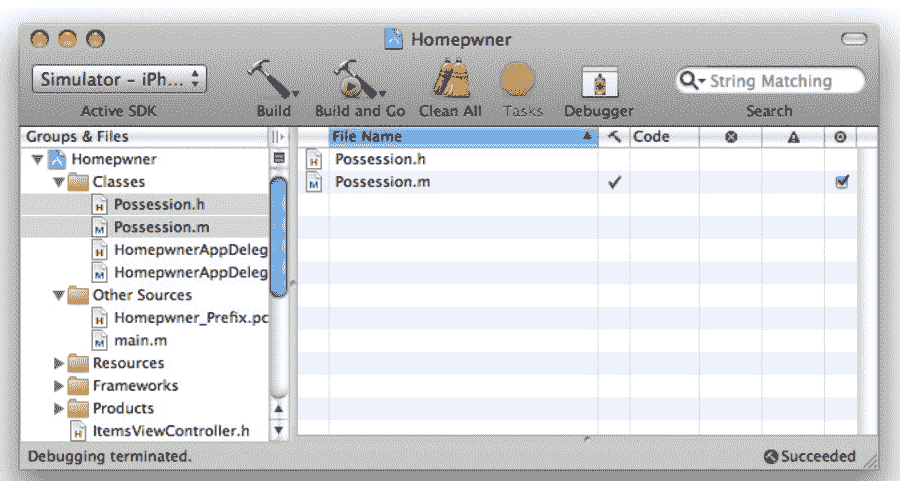 Homepwner
Simulator – iPh...
String Matching
Active SDK
Build
Build and Go
Clean All
Tasks
Debugger
Search
Groups & Files
File Name
Code
Homepwner
Classes
Possession.h
Possession.m
HomepwnerAppDeleg
HomepwnerAppDeleg
Other Sources
Homepwner_Prefix.pc
main.m
Resources
Frameworks
Products
ItemsViewController.h
Possession.h
Possession.m
Debugging terminated.
Succeeded